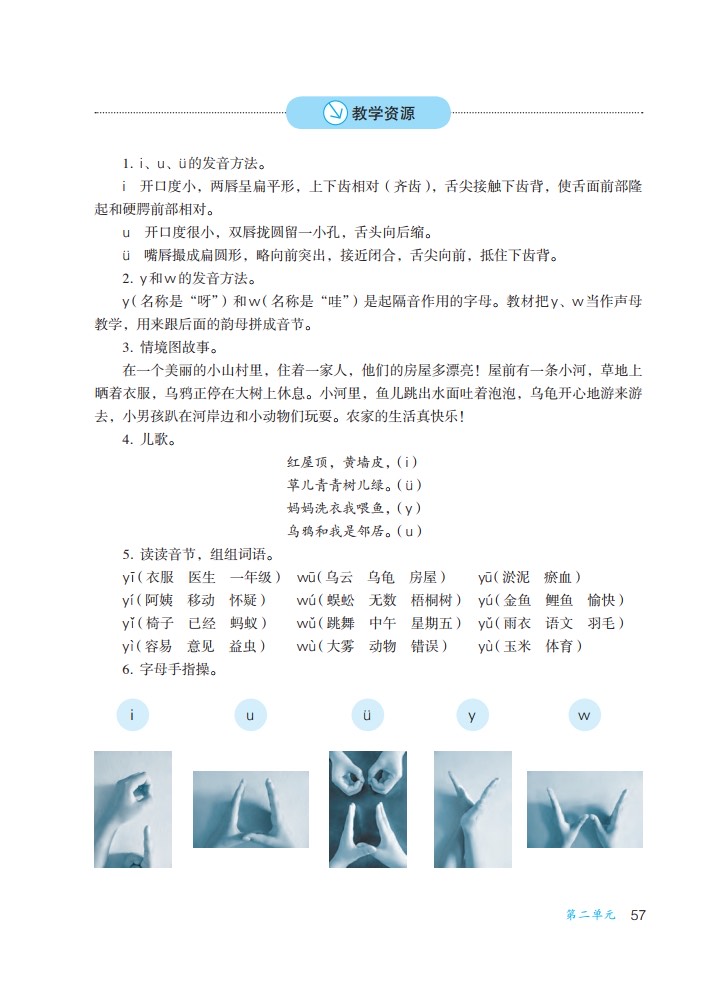 教学资源
1. i、u、ü的发音方法。
i 开口度小，两唇呈扁平形，上下齿相对（齐齿），舌尖接触下齿背，使舌面前部隆
起和硬腭前部相对。
u 开口度很小，双唇拢圆留一小孔，舌头向后缩。
ü 嘴唇撮成扁圆形，略向前突出，接近闭合，舌尖向前，抵住下齿背。
2. y和w的发音方法。
y（名称是“呀”）和w（名称是“哇”）是起隔音作用的字母。教材把y、w当作声母
教学，用来跟后面的韵母拼成音节。
3. 情境图故事。
在一个美丽的小山村里，住着一家人，他们的房屋多漂亮！屋前有一条小河，草地上
晒着衣服，乌鸦正停在大树上休息。小河里，鱼儿跳出水面吐着泡泡，乌龟开心地游来游
去，小男孩趴在河岸边和小动物们玩耍。农家的生活真快乐！
4. 儿歌。
红屋顶，黄墙皮，（i）
草儿青青树儿绿。（ü）
妈妈洗衣我喂鱼，（y）
乌鸦和我是邻居。（u）
5. 读读音节，组组词语。
yī（衣服 医生 一年级） wū（乌云 乌龟 房屋） yū（淤泥 瘀血）
yí（阿姨 移动 怀疑） wú（蜈蚣 无数 梧桐树） yú（金鱼 鲤鱼 愉快）
yǐ（椅子 已经 蚂蚁） wǔ（跳舞 中午 星期五） yǔ（雨衣 语文 羽毛）
yì（容易 意见 益虫） wù（大雾 动物 错误） yù（玉米 体育）
6. 字母手指操。
i u ü y w
第二单元 57